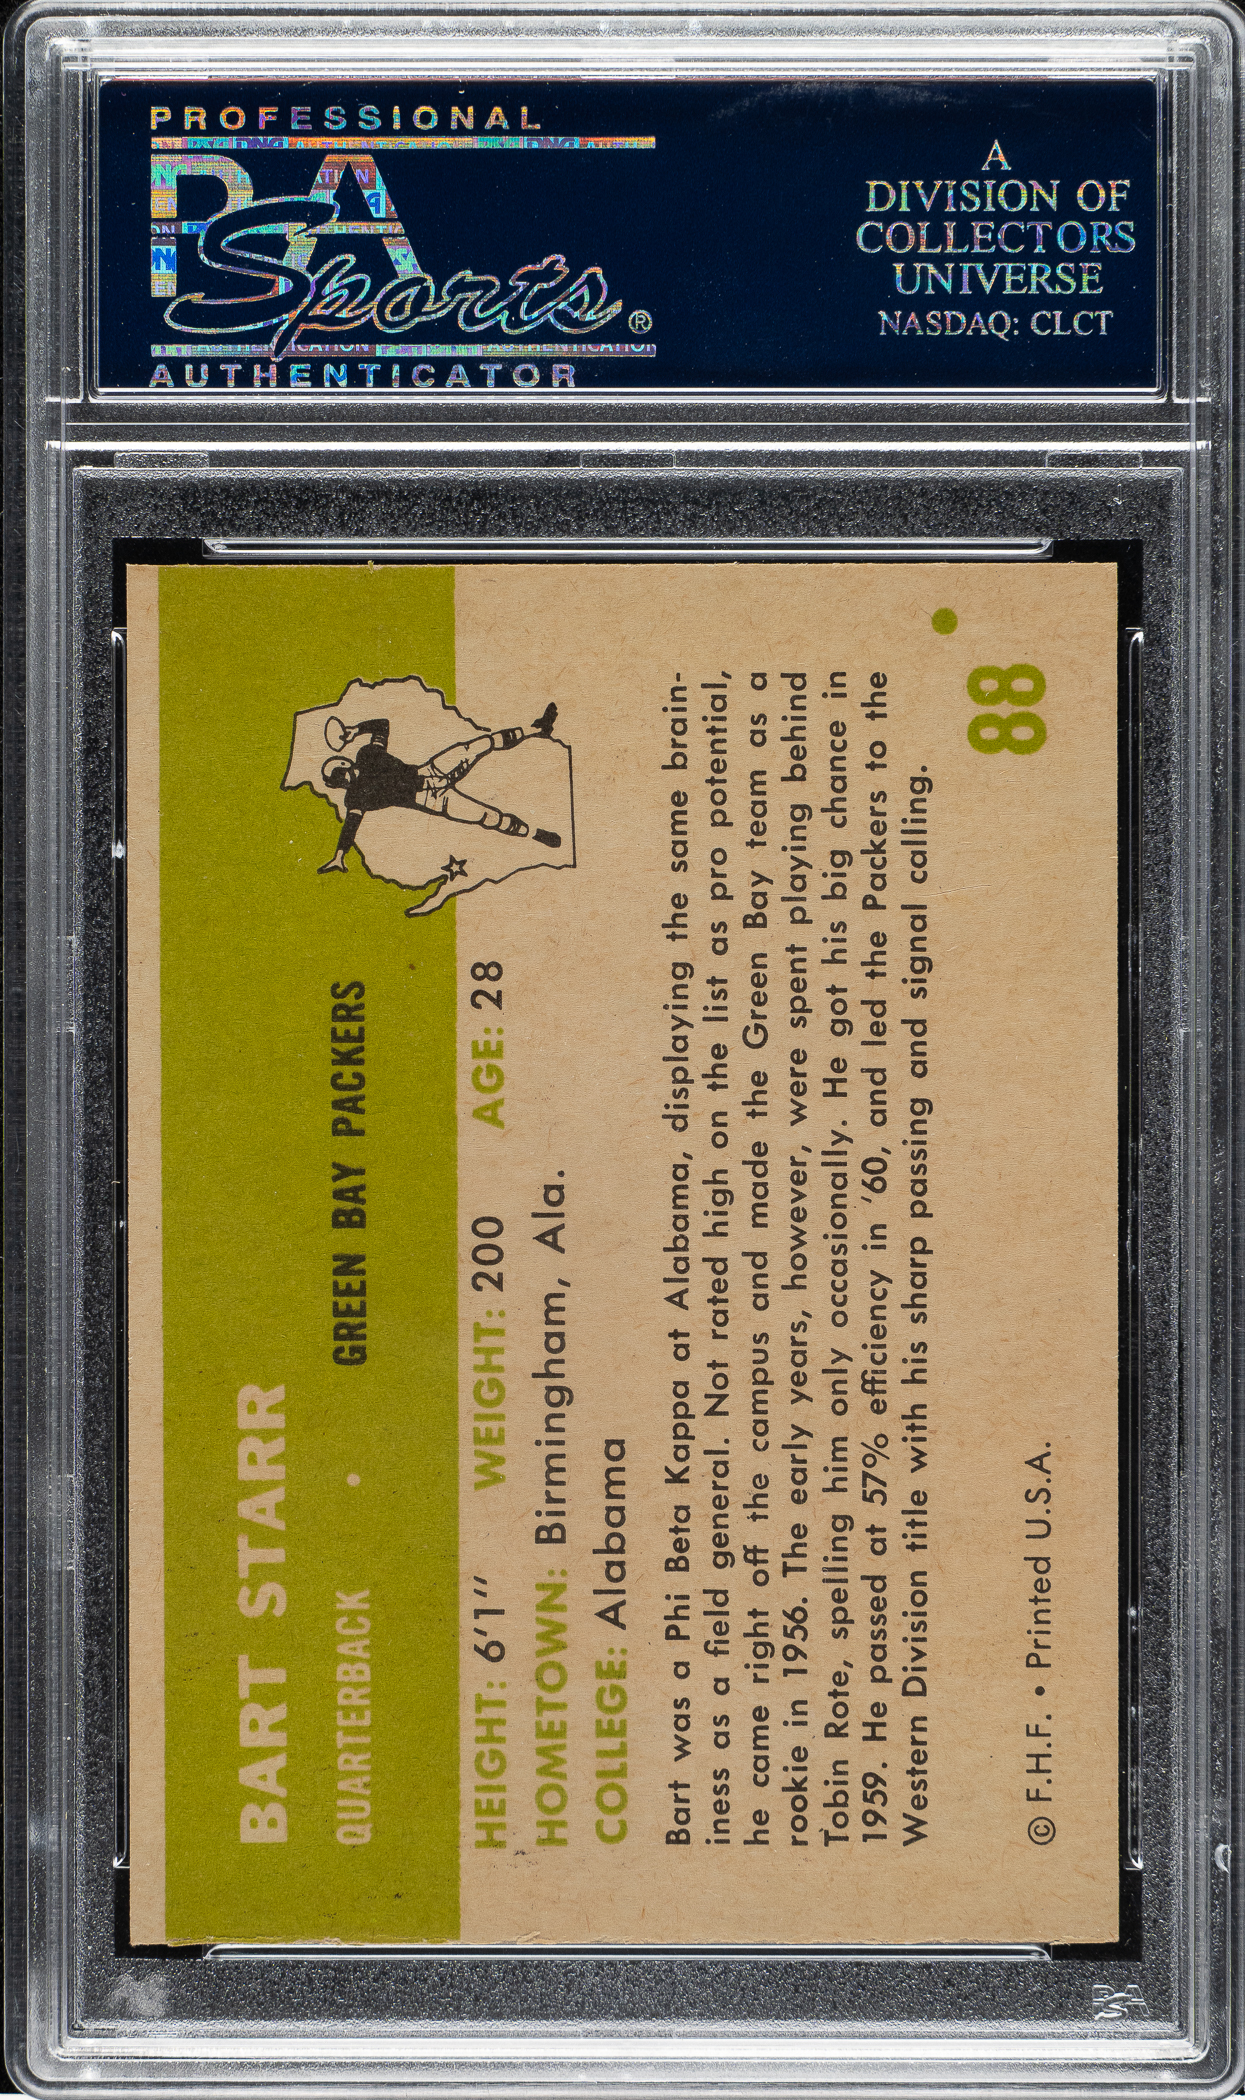 PROFESSIONAL
PSA
Sports®
AUTHENTICATOR
A
DIVISION OF
COLLECTORS
UNIVERSE
NASDAQ: CLCT
BART STARR
QUARTERBACK • GREEN BAY PACKERS
HEIGHT: 6'1" WEIGHT: 200 AGE: 28
HOMETOWN: Birmingham, Ala.
COLLEGE: Alabama
Bart was a Phi Beta Kappa at Alabama, displaying the same brain-
iness as a field general. Not rated high on the list as pro potential,
he came right off the campus and made the Green Bay team as a
rookie in 1956. The early years, however, were spent playing behind
Tobin Rote, spelling him only occasionally. He got his big chance in
1959. He passed at 57% efficiency in '60, and led the Packers to the
Western Division title with his sharp passing and signal calling.
88
© F.H.F. • Printed U.S.A.
PSA